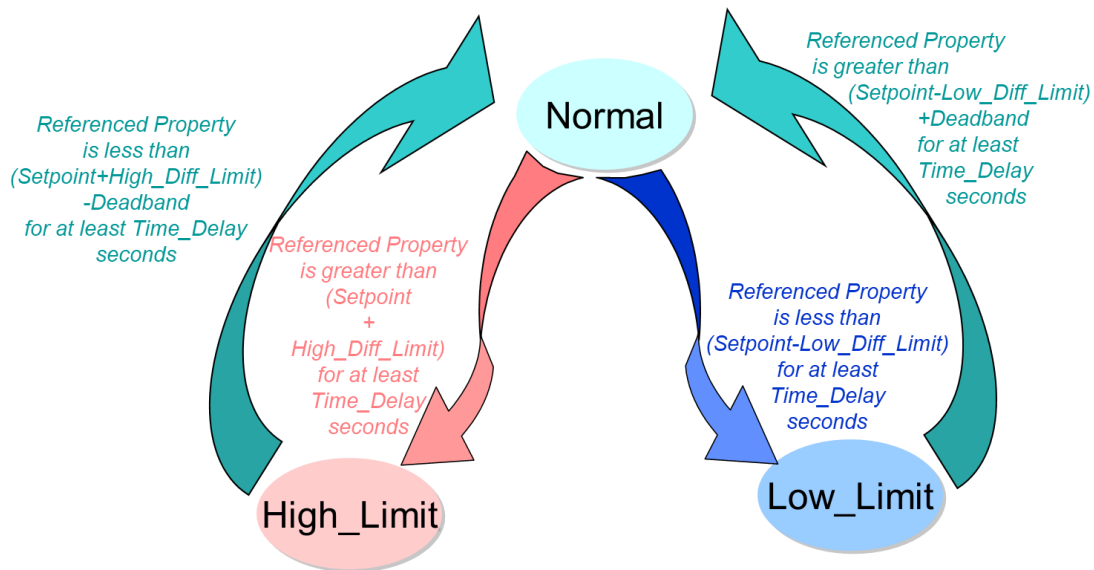 Normal
Referenced Property
is less than
(Setpoint+High_Diff_Limit)
-Deadband
for at least Time_Delay
seconds
Referenced Property
is greater than
(Setpoint
+
High_Diff_Limit)
for at least
Time_Delay
seconds
Referenced Property
is less than
(Setpoint-Low_Diff_Limit)
for at least
Time_Delay
seconds
Referenced Property
is greater than
(Setpoint-Low_Diff_Limit)
+Deadband
for at least
Time_Delay
seconds
High_Limit
Low_Limit